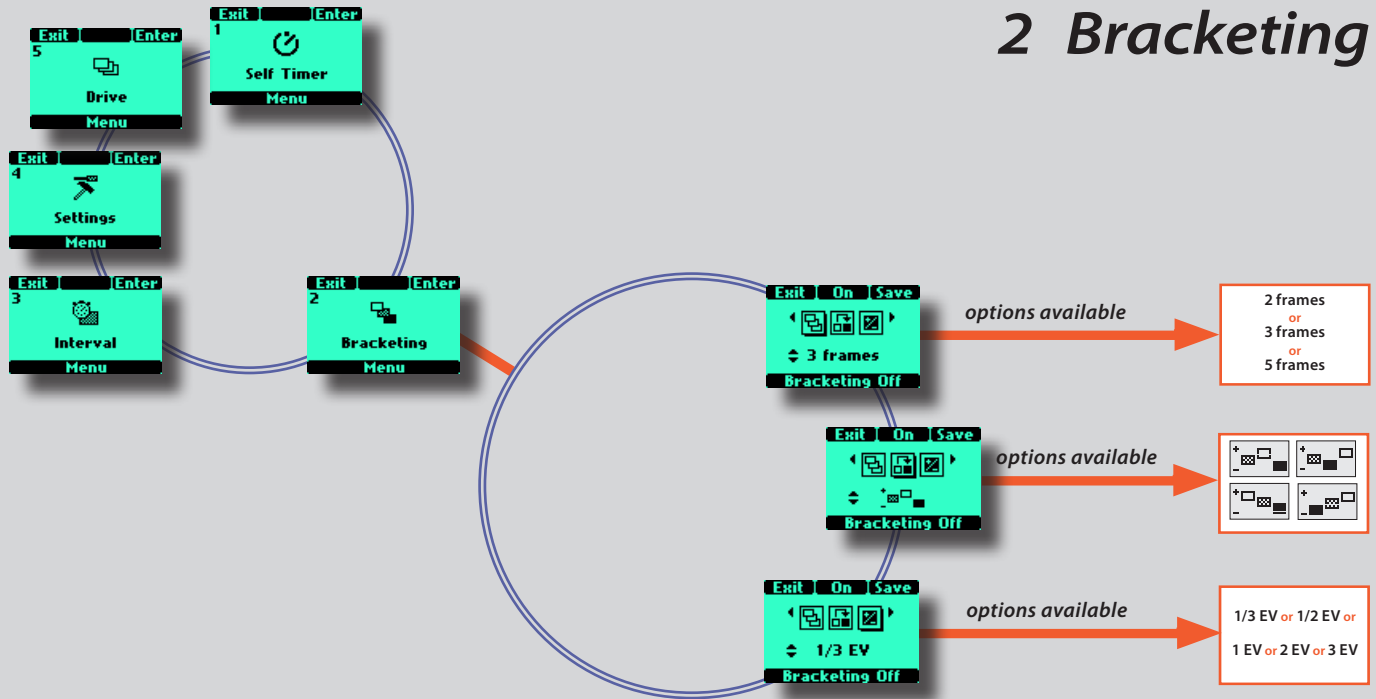 2 Bracketing
Exit Enter
1
Self Timer
Menu
Exit Enter
5
Drive
Menu
Exit Enter
4
Settings
Menu
Exit Enter
3
Interval
Menu
Exit Enter
2
Bracketing
Menu
Exit On Save
3 frames
Bracketing Off
options available
2 frames
or
3 frames
or
5 frames
Exit On Save
Bracketing Off
options available
Exit On Save
1/3 EV
Bracketing Off
options available
1/3 EV or 1/2 EV or
1 EV or 2 EV or 3 EV